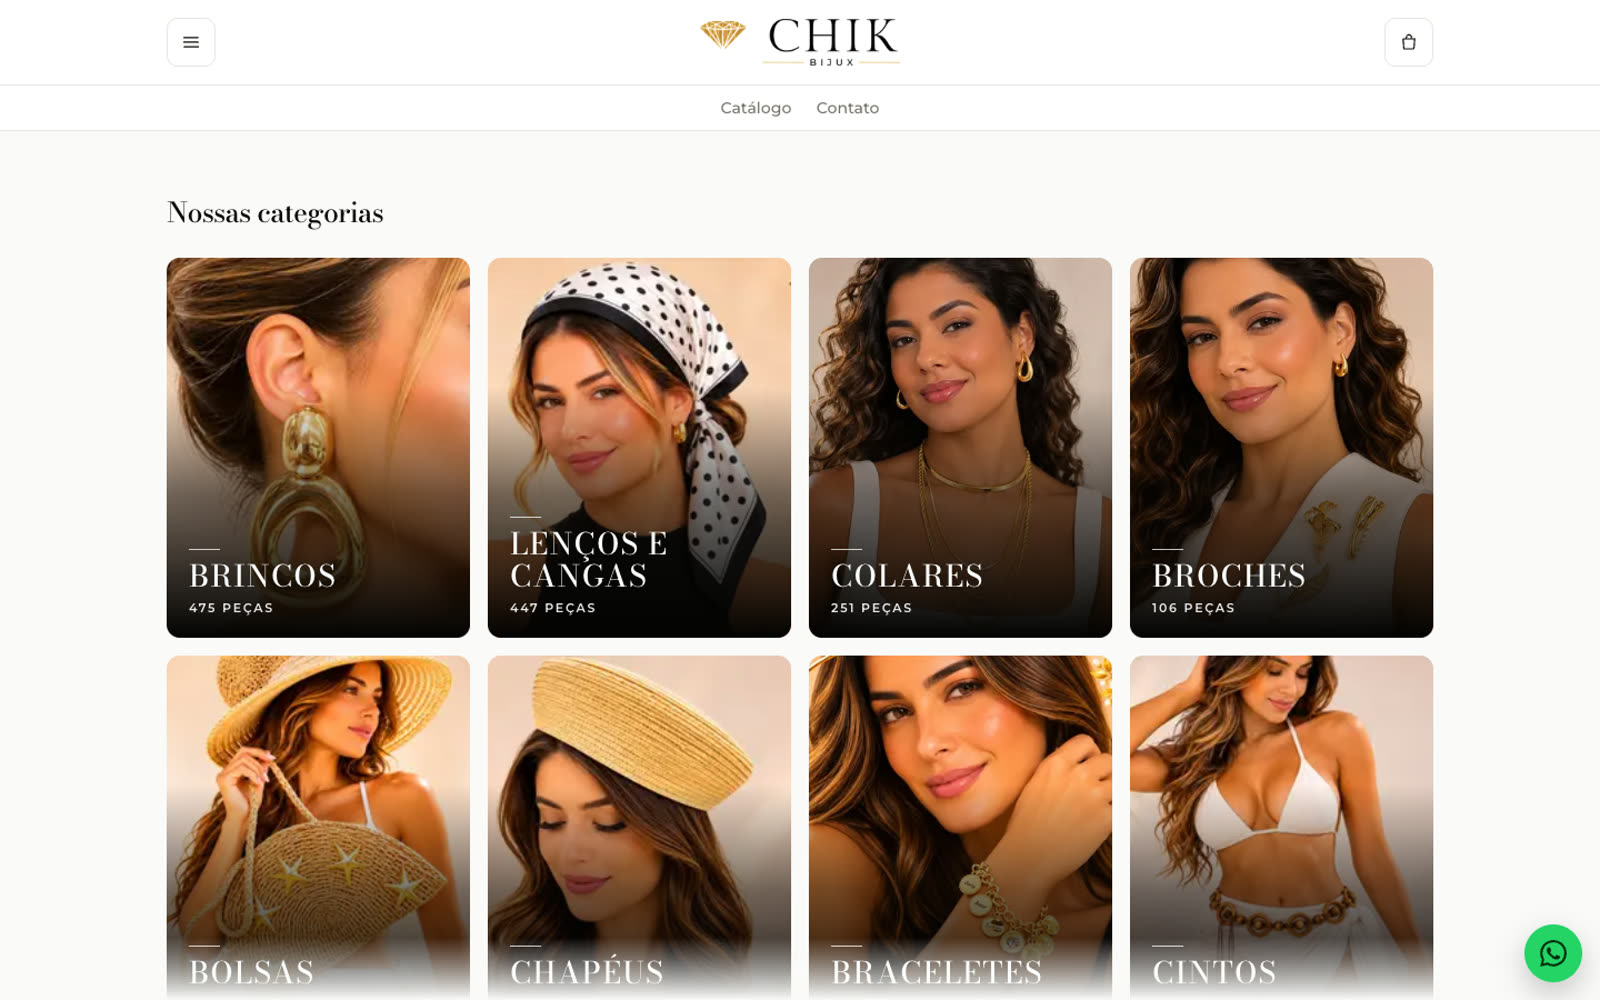 CHIK
BIJUX
Catálogo Contato
Nossas categorias
BRINCOS
475 PEÇAS
LENÇOS E
CANGAS
447 PEÇAS
COLARES
251 PEÇAS
BROCHES
106 PEÇAS
BOLSAS
CHAPÉUS
BRACELETES
CINTOS